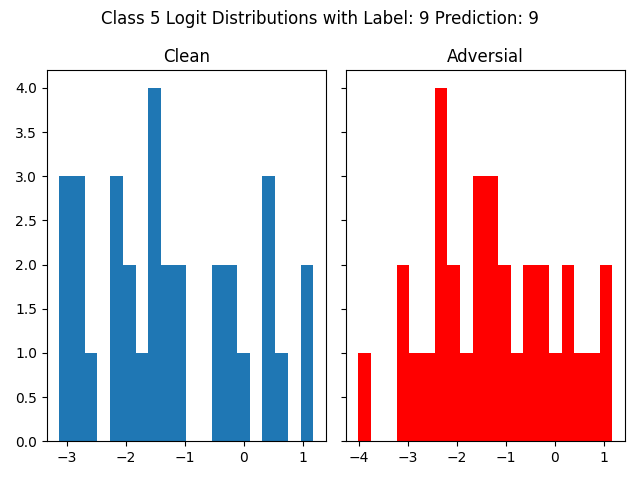 Class 5 Logit Distributions with Label: 9 Prediction: 9
Clean
Adversial
4.0
3.5
3.0
2.5
2.0
1.5
1.0
0.5
0.0
−3 −2 −1 0 1
−4 −3 −2 −1 0 1